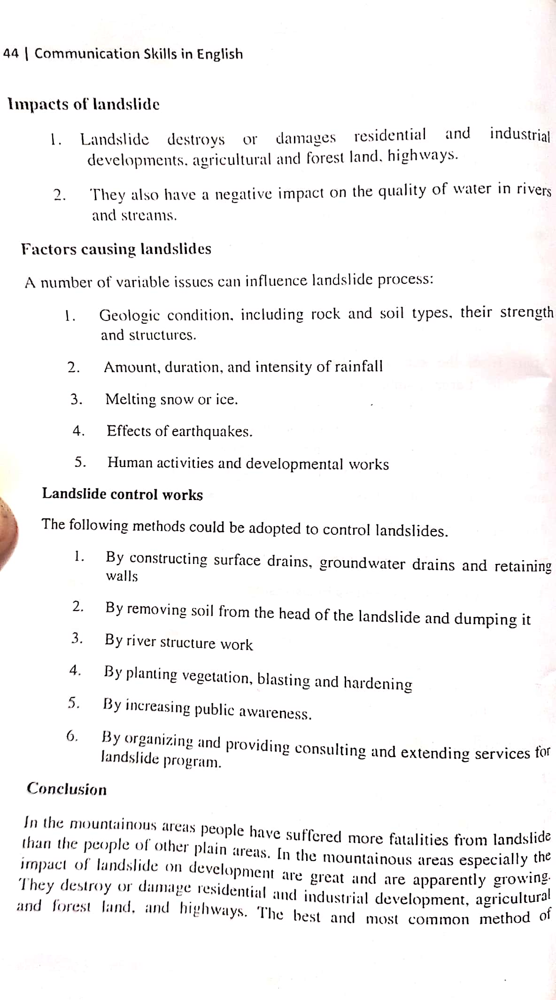 44 | Communication Skills in English
Impacts of landslide
1. Landslide destroys or damages residential and industrial
developments, agricultural and forest land, highways.
2. They also have a negative impact on the quality of water in rivers
and streams.
Factors causing landslides
A number of variable issues can influence landslide process:
1. Geologic condition, including rock and soil types, their strength
and structures.
2. Amount, duration, and intensity of rainfall
3. Melting snow or ice.
4. Effects of earthquakes.
5. Human activities and developmental works
Landslide control works
The following methods could be adopted to control landslides.
1. By constructing surface drains, groundwater drains and retaining
walls
2. By removing soil from the head of the landslide and dumping it
3. By river structure work
4. By planting vegetation, blasting and hardening
5. By increasing public awareness.
6. By organizing and providing consulting and extending services for
landslide program.
Conclusion
In the mountainous areas people have suffered more fatalities from landslide
than the people of other plain areas. In the mountainous areas especially the
impact of landslide on development are great and are apparently growing.
They destroy or damage residential and industrial development, agricultural
and forest land, and highways. The best and most common method of